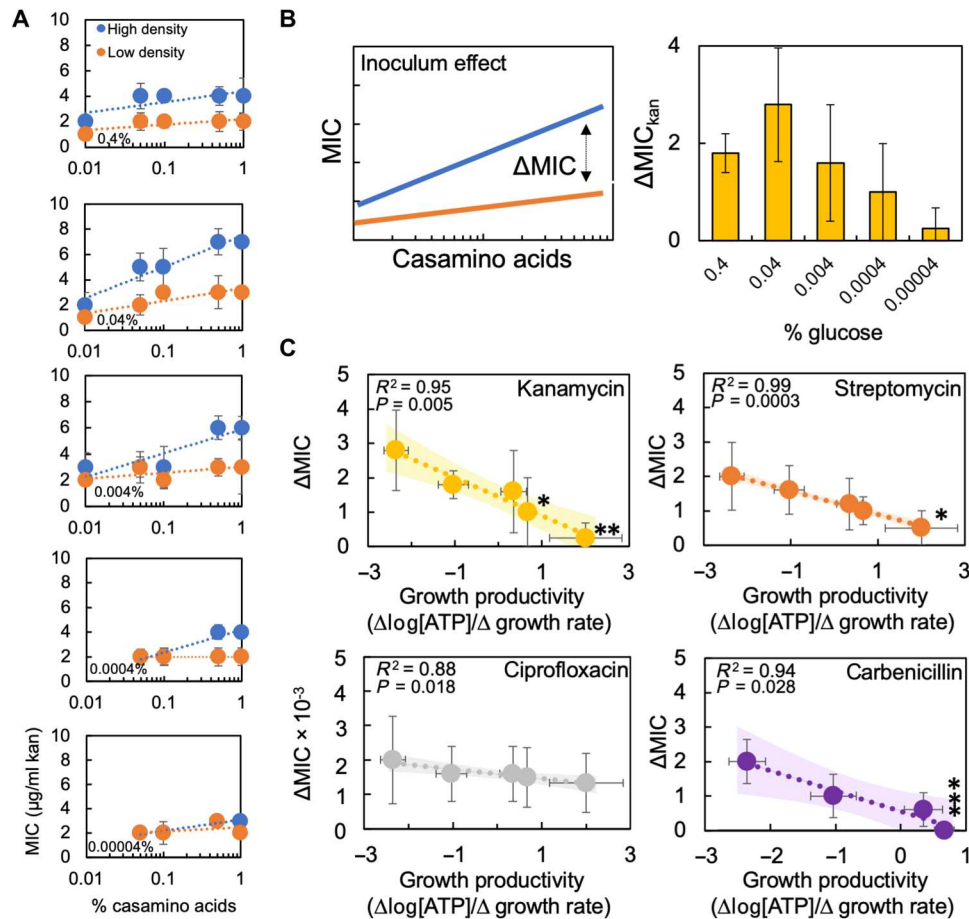 A
10
8
6
4
2
0
High density
Low density
0.4%
0.01
0.1
1
10
8
6
4
2
0
0.04%
0.01
0.1
1
10
8
6
4
2
0
0.004%
0.01
0.1
1
10
8
6
4
2
0
0.0004%
0.01
0.1
1
MIC (μg/ml kan)
10
8
6
4
2
0
0.00004%
0.01
0.1
1
% casamino acids
B
Inoculum effect
MIC
ΔMIC
Casamino acids
ΔMICkan
4
2
0
0.4
0.04
0.004
0.0004
0.00004
% glucose
C
R² = 0.95
P = 0.005
Kanamycin
ΔMIC
5
4
3
2
1
0
*
**
−3
−1
1
3
Growth productivity
(Δlog[ATP]/Δ growth rate)
R² = 0.99
P = 0.0003
Streptomycin
ΔMIC
5
4
3
2
1
0
*
−3
−1
1
3
Growth productivity
(Δlog[ATP]/Δ growth rate)
R² = 0.88
P = 0.018
Ciprofloxacin
ΔMIC × 10⁻³
5
4
3
2
1
0
−3
−1
1
3
Growth productivity
(Δlog[ATP]/Δ growth rate)
R² = 0.94
P = 0.028
Carbenicillin
ΔMIC
5
4
3
2
1
0
***
−3
−2
−1
0
1
Growth productivity
(Δlog[ATP]/Δ growth rate)